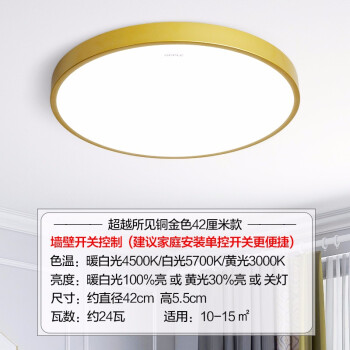 超越所见铜金色42厘米款
墙壁开关控制（建议家庭安装单控开关更便捷）
色温：暖白光4500K/白光5700K/黄光3000K
亮度：暖白光100%亮 或 黄光30%亮 或 关灯
尺寸：约直径42cm 高5.5cm
瓦数：约24瓦 适用：10-15㎡